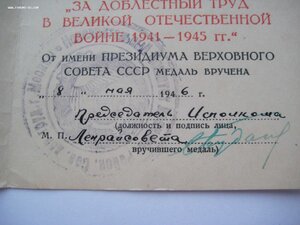 "ЗА ДОБЛЕСТНЫЙ ТРУД
В ВЕЛИКОЙ ОТЕЧЕСТВЕННОЙ
ВОЙНЕ 1941—1945 гг."
От имени ПРЕЗИДИУМА ВЕРХОВНОГО
СОВЕТА СССР МЕДАЛЬ ВРУЧЕНА
„8" мая 1946 г.
Председатель Исполкома
(должность и подпись лица,
М. П. Ленрайсовета
вручившего медаль)